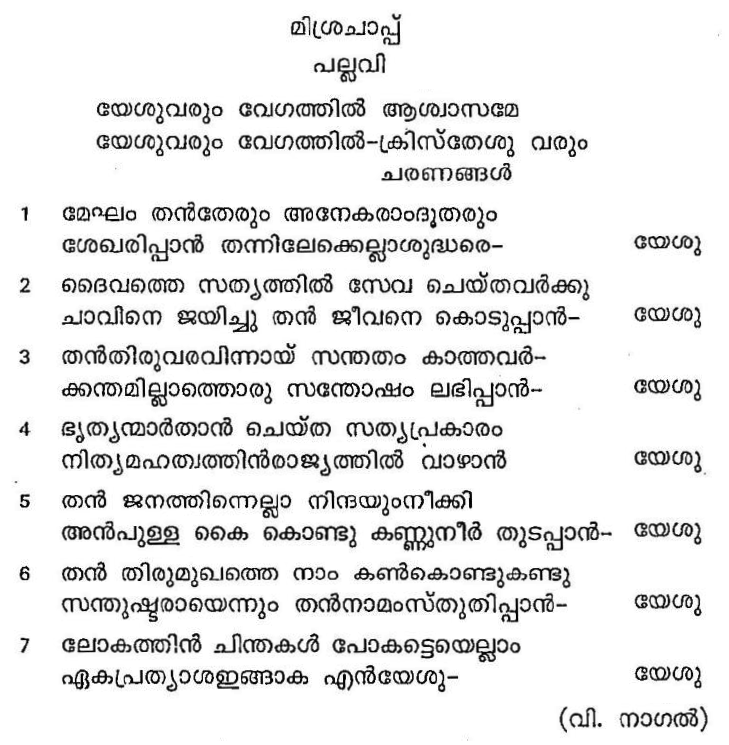 മിശ്രചാപ്പ്
പല്ലവി
യേശുവരും വേഗത്തിൽ ആശ്വാസമേ
യേശുവരും വേഗത്തിൽ-ക്രിസ്തേശു വരും
ചരണങ്ങൾ
1 മേഘം തൻതേരും അനേകരാംദൂതരും
ശേഖരിപ്പാൻ തന്നിലേക്കെല്ലാശുദ്ധരെ- യേശു
2 ദൈവത്തെ സത്യത്തിൽ സേവ ചെയ്തവർക്കു
ചാവിനെ ജയിച്ചു തൻ ജീവനെ കൊടുപ്പാൻ- യേശു
3 തൻതിരുവരവിന്നായ് സന്തതം കാത്തവർ-
ക്കന്തമില്ലാത്തൊരു സന്തോഷം ലഭിപ്പാൻ- യേശു
4 ഭൃത്യന്മാർതാൻ ചെയ്ത സത്യപ്രകാരം
നിത്യമഹത്വത്തിൻരാജ്യത്തിൽ വാഴാൻ യേശു
5 തൻ ജനത്തിന്നെല്ലാ നിന്ദയുംനീക്കി
അൻപുള്ള കൈ കൊണ്ടു കണ്ണുനീർ തുടപ്പാൻ- യേശു
6 തൻ തിരുമുഖത്തെ നാം കൺകൊണ്ടുകണ്ടു
സന്തുഷ്ടരായെന്നും തൻനാമംസ്തുതിപ്പാൻ- യേശു
7 ലോകത്തിൻ ചിന്തകൾ പോകട്ടെയെല്ലാം
ഏകപ്രത്യാശഇങ്ങാക എൻയേശു- യേശു
(വി. നാഗൽ)